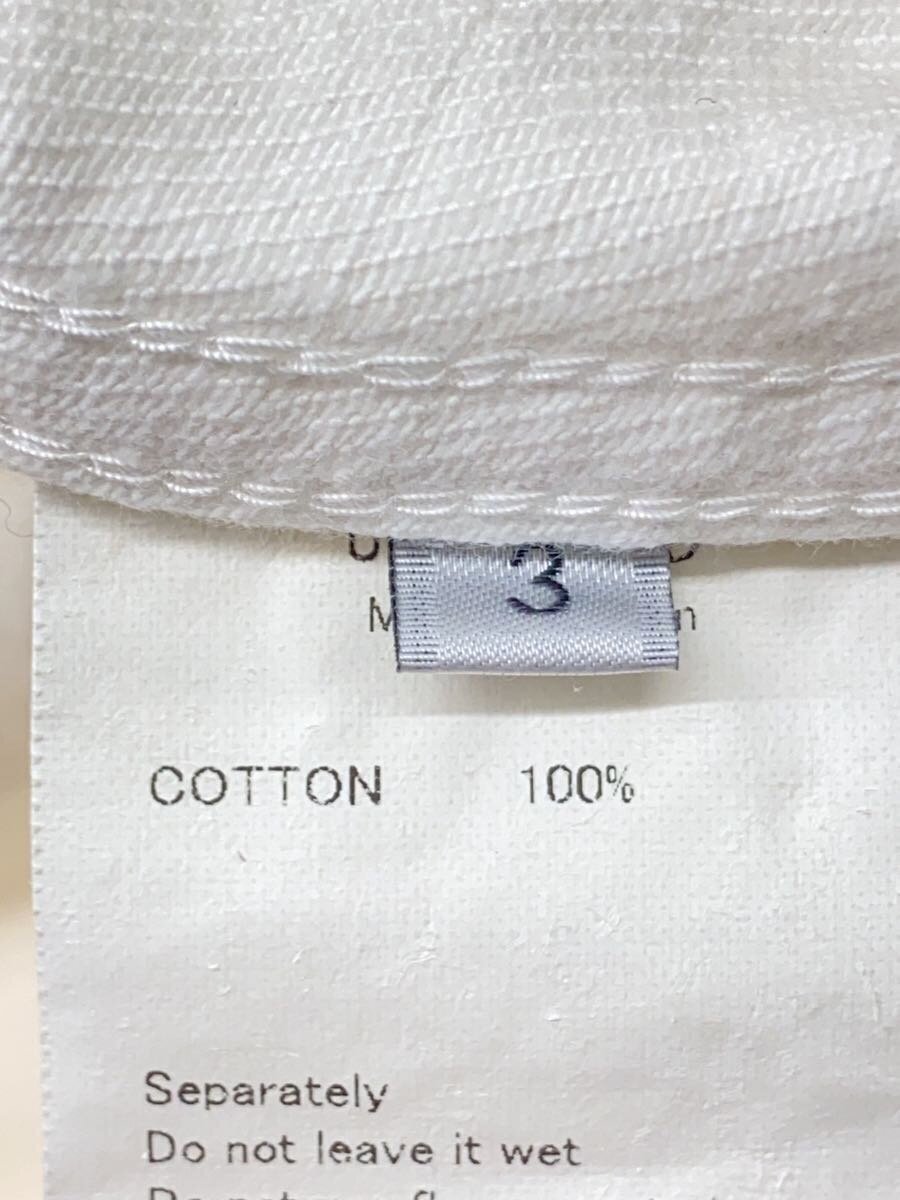 3
COTTON 100%
Separately
Do not leave it wet